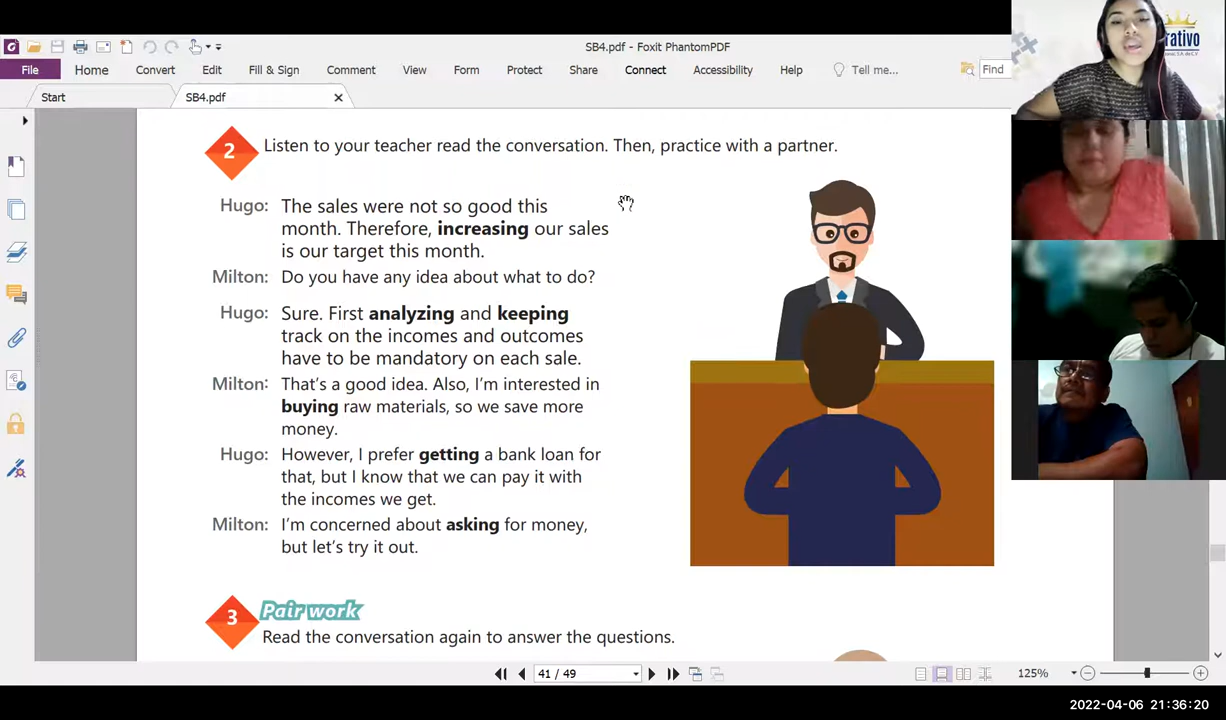 SB4.pdf - Foxit PhantomPDF
File Home Convert Edit Fill & Sign Comment View Form Protect Share Connect Accessibility Help Tell me... Find
Start SB4.pdf
rativo
2 Listen to your teacher read the conversation. Then, practice with a partner.
Hugo: The sales were not so good this
month. Therefore, increasing our sales
is our target this month.
Milton: Do you have any idea about what to do?
Hugo: Sure. First analyzing and keeping
track on the incomes and outcomes
have to be mandatory on each sale.
Milton: That's a good idea. Also, I'm interested in
buying raw materials, so we save more
money.
Hugo: However, I prefer getting a bank loan for
that, but I know that we can pay it with
the incomes we get.
Milton: I'm concerned about asking for money,
but let's try it out.
3 Pair work
Read the conversation again to answer the questions.
41 / 49
125%
2022-04-06 21:36:20